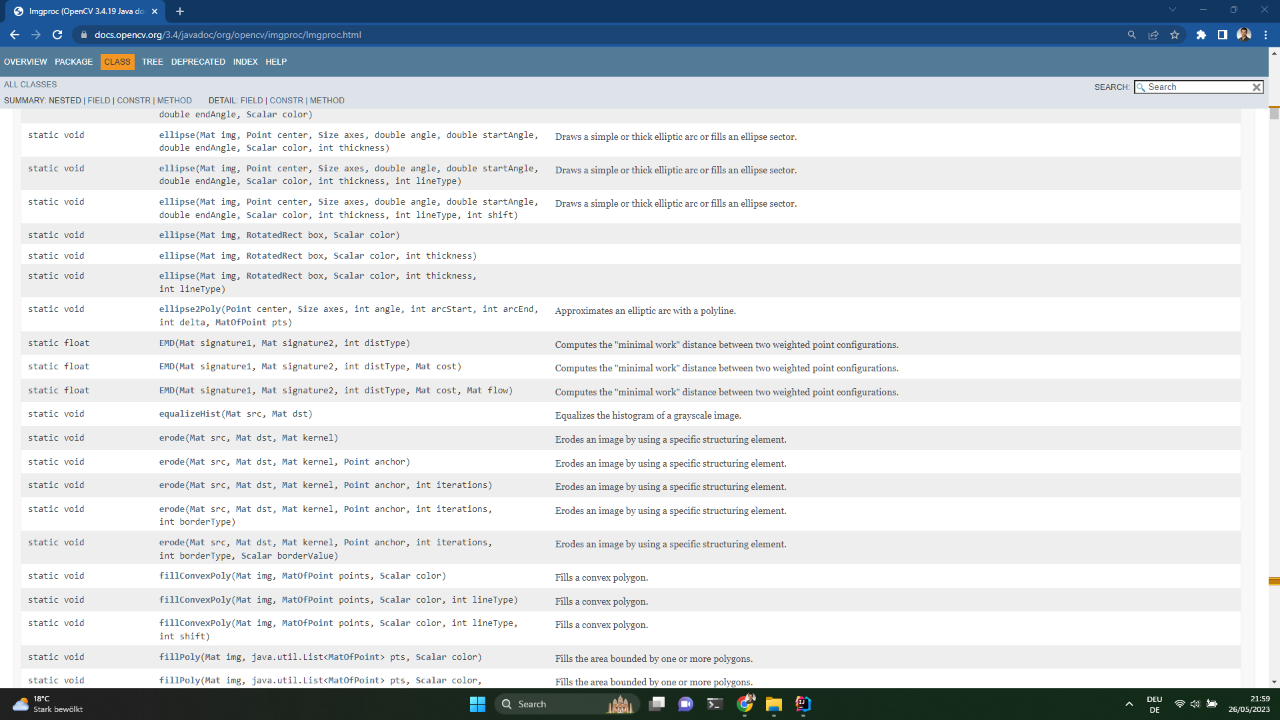 Imgproc (OpenCV 3.4.19 Java do
docs.opencv.org/3.4/javadoc/org/opencv/imgproc/Imgproc.html
OVERVIEW PACKAGE CLASS TREE DEPRECATED INDEX HELP
ALL CLASSES
SEARCH: Search
SUMMARY: NESTED | FIELD | CONSTR | METHOD DETAIL: FIELD | CONSTR | METHOD
double endAngle, Scalar color)
static void ellipse(Mat img, Point center, Size axes, double angle, double startAngle, Draws a simple or thick elliptic arc or fills an ellipse sector.
double endAngle, Scalar color, int thickness)
static void ellipse(Mat img, Point center, Size axes, double angle, double startAngle, Draws a simple or thick elliptic arc or fills an ellipse sector.
double endAngle, Scalar color, int thickness, int lineType)
static void ellipse(Mat img, Point center, Size axes, double angle, double startAngle, Draws a simple or thick elliptic arc or fills an ellipse sector.
double endAngle, Scalar color, int thickness, int lineType, int shift)
static void ellipse(Mat img, RotatedRect box, Scalar color)
static void ellipse(Mat img, RotatedRect box, Scalar color, int thickness)
static void ellipse(Mat img, RotatedRect box, Scalar color, int thickness,
int lineType)
static void ellipse2Poly(Point center, Size axes, int angle, int arcStart, int arcEnd, Approximates an elliptic arc with a polyline.
int delta, MatOfPoint pts)
static float EMD(Mat signature1, Mat signature2, int distType) Computes the "minimal work" distance between two weighted point configurations.
static float EMD(Mat signature1, Mat signature2, int distType, Mat cost) Computes the "minimal work" distance between two weighted point configurations.
static float EMD(Mat signature1, Mat signature2, int distType, Mat cost, Mat flow) Computes the "minimal work" distance between two weighted point configurations.
static void equalizeHist(Mat src, Mat dst) Equalizes the histogram of a grayscale image.
static void erode(Mat src, Mat dst, Mat kernel) Erodes an image by using a specific structuring element.
static void erode(Mat src, Mat dst, Mat kernel, Point anchor) Erodes an image by using a specific structuring element.
static void erode(Mat src, Mat dst, Mat kernel, Point anchor, int iterations) Erodes an image by using a specific structuring element.
static void erode(Mat src, Mat dst, Mat kernel, Point anchor, int iterations, Erodes an image by using a specific structuring element.
int borderType)
static void erode(Mat src, Mat dst, Mat kernel, Point anchor, int iterations, Erodes an image by using a specific structuring element.
int borderType, Scalar borderValue)
static void fillConvexPoly(Mat img, MatOfPoint points, Scalar color) Fills a convex polygon.
static void fillConvexPoly(Mat img, MatOfPoint points, Scalar color, int lineType) Fills a convex polygon.
static void fillConvexPoly(Mat img, MatOfPoint points, Scalar color, int lineType, Fills a convex polygon.
int shift)
static void fillPoly(Mat img, java.util.List<MatOfPoint> pts, Scalar color) Fills the area bounded by one or more polygons.
static void fillPoly(Mat img, java.util.List<MatOfPoint> pts, Scalar color, Fills the area bounded by one or more polygons.
18°C
Stark bewölkt
Search
DEU
DE
21:59
26/05/2023